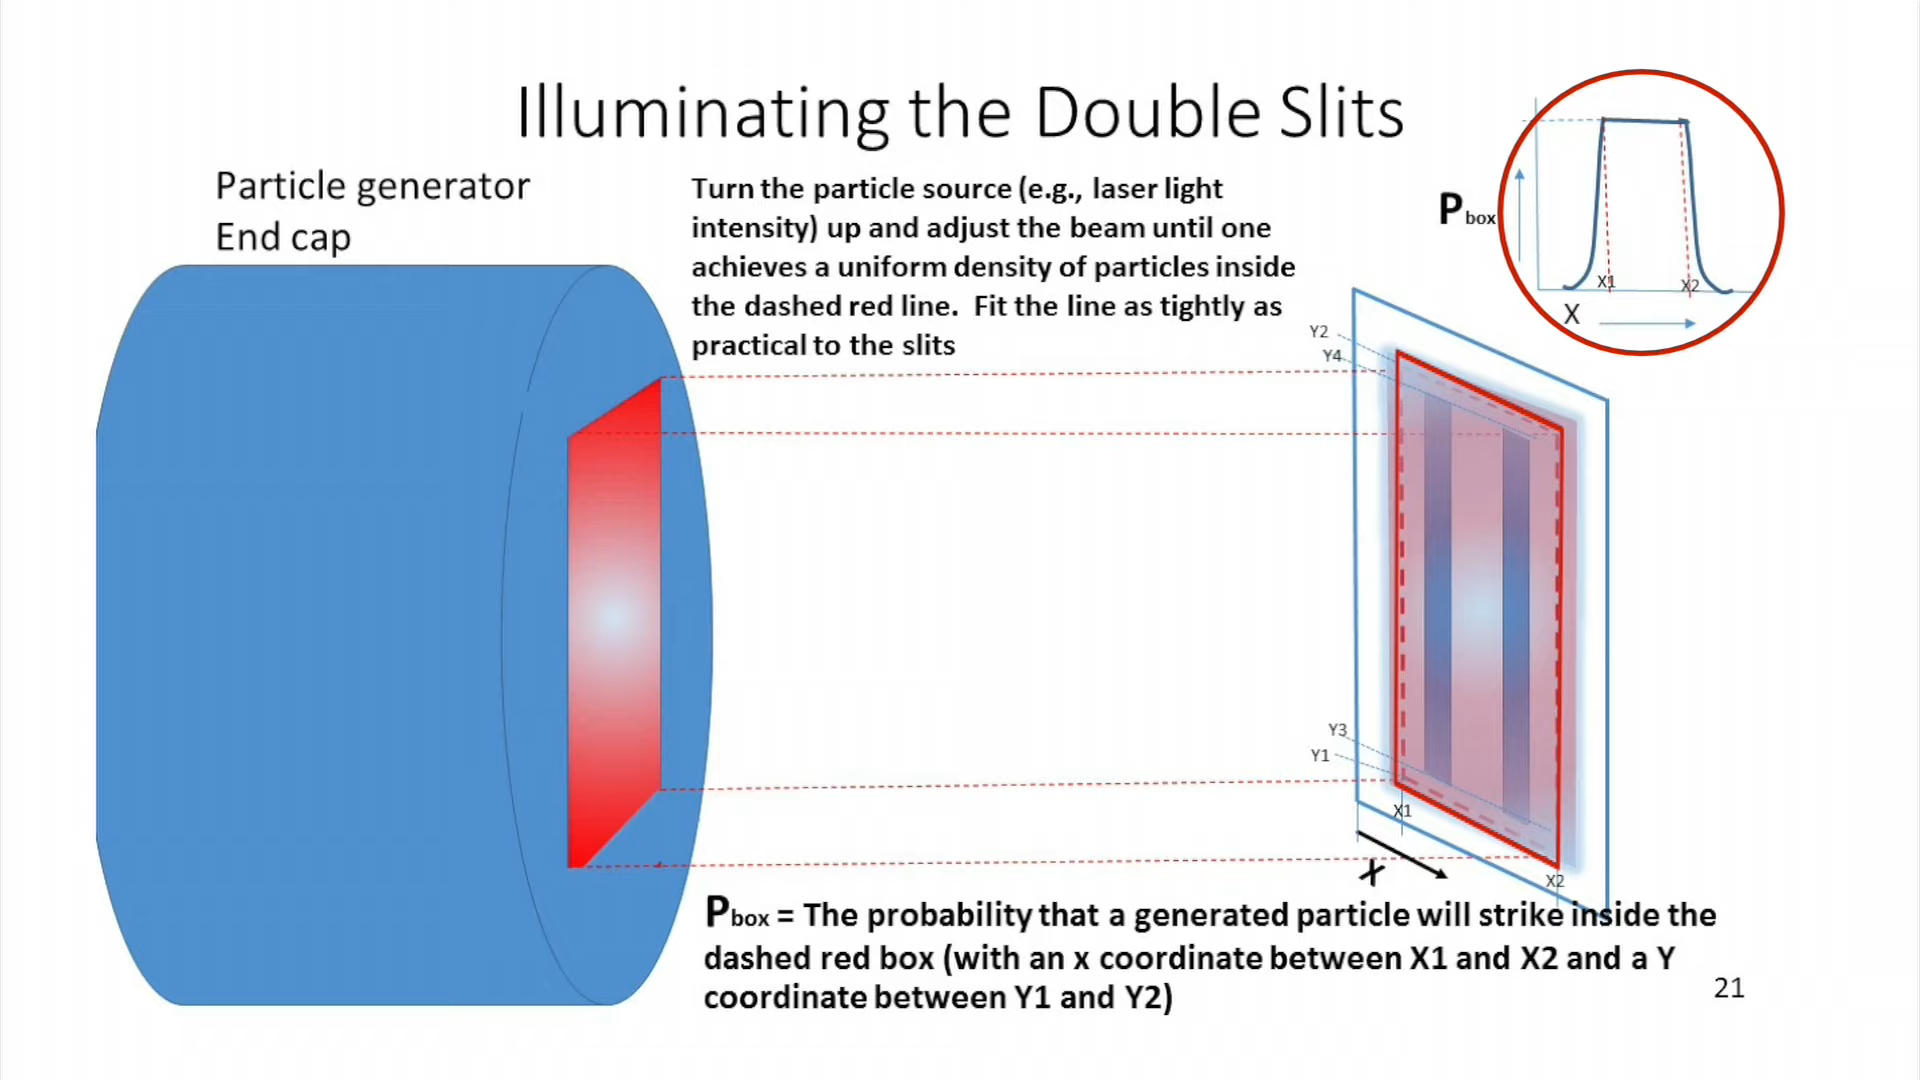 Illuminating the Double Slits
Particle generator
End cap
Turn the particle source (e.g., laser light
intensity) up and adjust the beam until one
achieves a uniform density of particles inside
the dashed red line.  Fit the line as tightly as
practical to the slits
Pbox
X1
X2
X
Y2
Y4
Y3
Y1
X1
X
X2
Pbox = The probability that a generated particle will strike inside the
dashed red box (with an x coordinate between X1 and X2 and a Y
coordinate between Y1 and Y2)
21